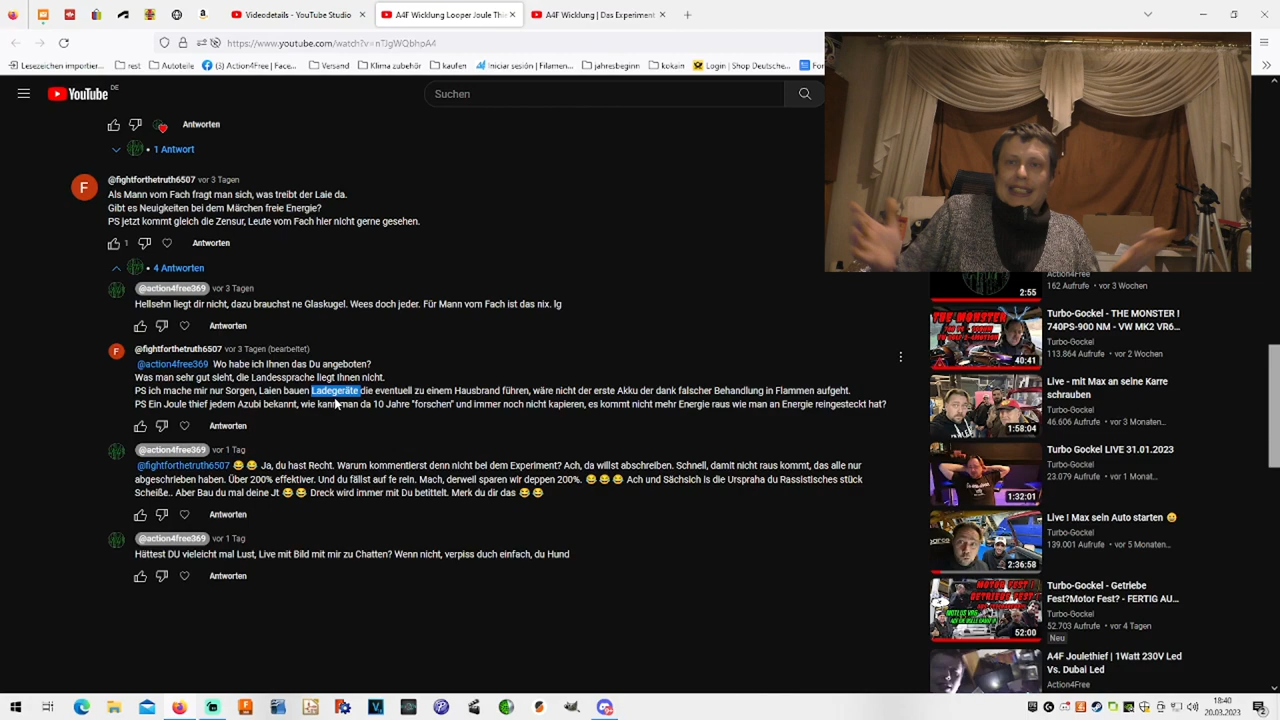 Videodetails - YouTube Studio
A4F Wicklung Looper Joule Thie
A4F Wicklung | Das Experiment
https://www.youtube.com/watch?v=nTJgWQbhpA4
Lesezeichen importier...
rest
Autoteile
(3) Action4Free | Face...
Versand
Klima zubehör
kaufen
Iniciar sesión | Filamen...
jahresbeginn
kokain
Login | Shop Deutsche...
YouTube DE
Suchen
Antworten
1 Antwort
@fightforthetruth6507 vor 3 Tagen
Als Mann vom Fach fragt man sich, was treibt der Laie da.
Gibt es Neuigkeiten bei dem Märchen freie Energie?
PS jetzt kommt gleich die Zensur, Leute vom Fach hier nicht gerne gesehen.
1 Antworten
4 Antworten
@action4free369 vor 3 Tagen
Hellsehn liegt dir nicht, dazu brauchst ne Glaskugel. Wees doch jeder. Für Mann vom Fach ist das nix. lg
Antworten
@fightforthetruth6507 vor 3 Tagen (bearbeitet)
@action4free369 Wo habe ich Ihnen das Du angeboten?
Was man sehr gut sieht, die Landessprache liegt Ihnen nicht.
PS ich mache mir nur Sorgen, Laien bauen Ladegeräte die eventuell zu einem Hausbrand führen, wäre nicht der erste Akku der dank falscher Behandlung in Flammen aufgeht.
PS Ein Joule thief jedem Azubi bekannt, wie kann man da 10 Jahre "forschen" und immer noch nicht kapieren, es kommt nicht mehr Energie raus wie man an Energie reingesteckt hat?
Antworten
@action4free369 vor 1 Tag
@fightforthetruth6507 😂😂 Ja, du hast Recht. Warum kommentierst denn nicht bei dem Experiment? Ach, da willst abschreiben. Schnell, damit nicht raus kommt, das alle nur
abgeschrieben haben. Über 200% effektiver. Und du bist auf fe rein. Mach, derweil sparen wir deppen 200%. 😂😂😂 Ach und Sächsich is die Urspraha du Rassistisches stück
Scheiße.. Aber Bau du mal deine Jt 😂😂 Dreck wird immer mit Du betittelt. Merk du dir das 😂😂
Antworten
@action4free369 vor 1 Tag
Hättest DU vieleicht mal Lust, Live mit Bild mit mir zu Chatten? Wenn nicht, verpiss duch einfach, du Hund
Antworten
Action4Free
162 Aufrufe • vor 3 Wochen
2:55
THE MONSTER
40:41
Turbo-Gockel - THE MONSTER !
740PS-900 NM - VW MK2 VR6...
Turbo-Gockel
113.864 Aufrufe • vor 2 Wochen
1:58:04
Live - mit Max an seine Karre
schrauben
Turbo-Gockel
46.606 Aufrufe • vor 3 Monaten...
1:32:01
Turbo Gockel LIVE 31.01.2023
Turbo-Gockel
23.079 Aufrufe • vor 1 Monat...
2:36:58
Live ! Max sein Auto starten
Turbo-Gockel
139.001 Aufrufe • vor 5 Monaten...
MOTOR FEST !
GETRIEBE FEST !
52:00
Turbo-Gockel - Getriebe
Fest?Motor Fest? - FERTIG AU...
Turbo-Gockel
52.703 Aufrufe • vor 4 Tagen
Neu
A4F Joulethief | 1Watt 230V Led
Vs. Dubai Led
Action4Free
18:40
20.03.2023